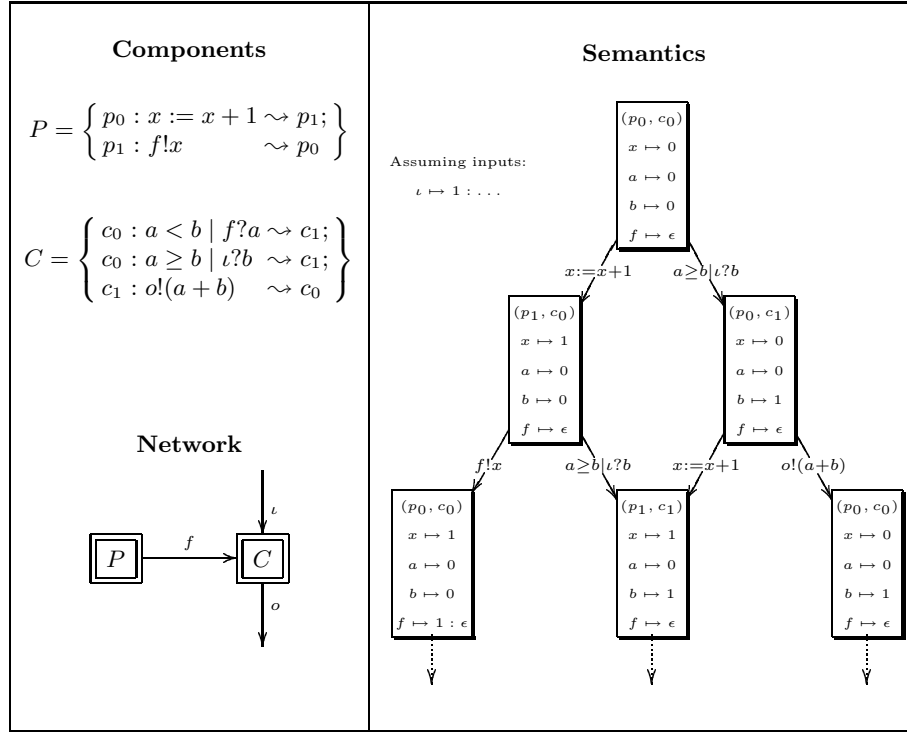 Components
P = { p₀ : x := x + 1 ⇝ p₁;
p₁ : f!x ⇝ p₀ }
C = { c₀ : a < b | f?a ⇝ c₁;
c₀ : a ≥ b | ι?b ⇝ c₁;
c₁ : o!(a + b) ⇝ c₀ }
Network
ι
P
f
C
o
Semantics
Assuming inputs:
ι ↦ 1 : . . .
(p₀, c₀)
x ↦ 0
a ↦ 0
b ↦ 0
f ↦ ϵ
x:=x+1
a≥b|ι?b
(p₁, c₀)
x ↦ 1
a ↦ 0
b ↦ 0
f ↦ ϵ
(p₀, c₁)
x ↦ 0
a ↦ 0
b ↦ 1
f ↦ ϵ
f!x
a≥b|ι?b
x:=x+1
o!(a+b)
(p₀, c₀)
x ↦ 1
a ↦ 0
b ↦ 0
f ↦ 1 : ϵ
(p₁, c₁)
x ↦ 1
a ↦ 0
b ↦ 1
f ↦ ϵ
(p₀, c₀)
x ↦ 0
a ↦ 0
b ↦ 1
f ↦ ϵ